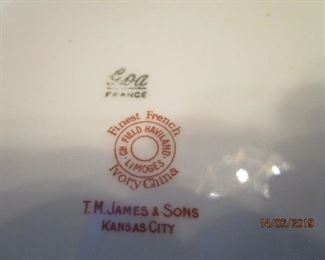 GDA
FRANCE
Finest French
CH FIELD HAVILAND
LIMOGES
Ivory China
T. M. JAMES & SONS
KANSAS CITY
14/06/2019